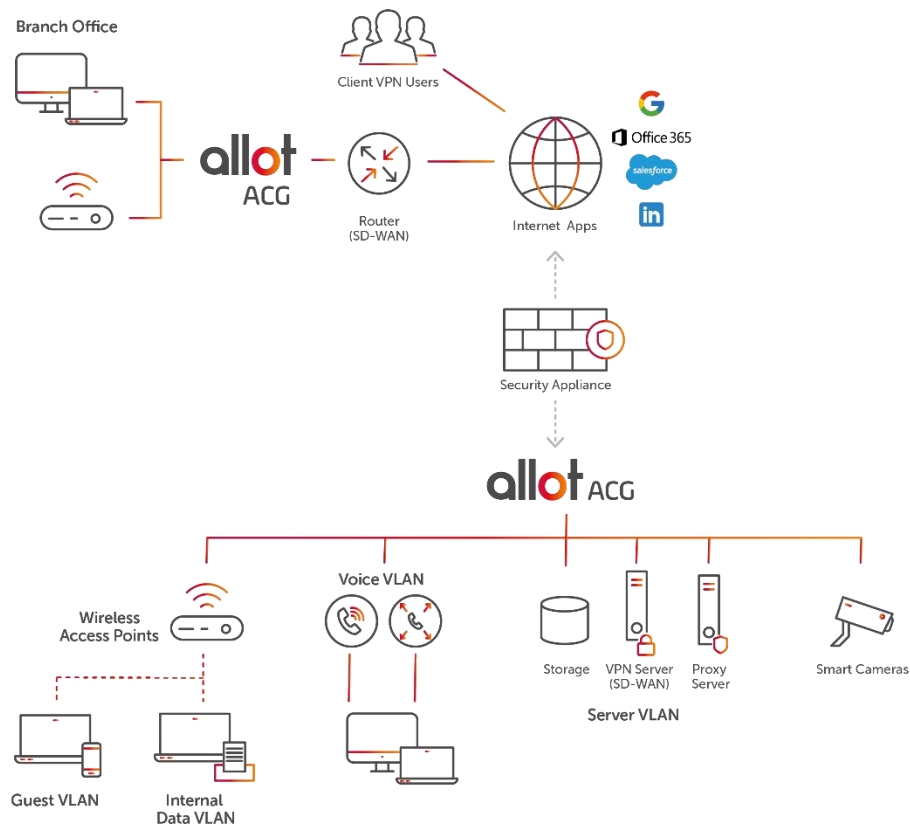 Branch Office
Client VPN Users
Office 365
salesforce
in
allot
ACG
Router
(SD-WAN)
Internet Apps
Security Appliance
allot ACG
Voice VLAN
Wireless
Access Points
Storage
VPN Server
(SD-WAN)
Proxy
Server
Smart Cameras
Server VLAN
Guest VLAN
Internal
Data VLAN